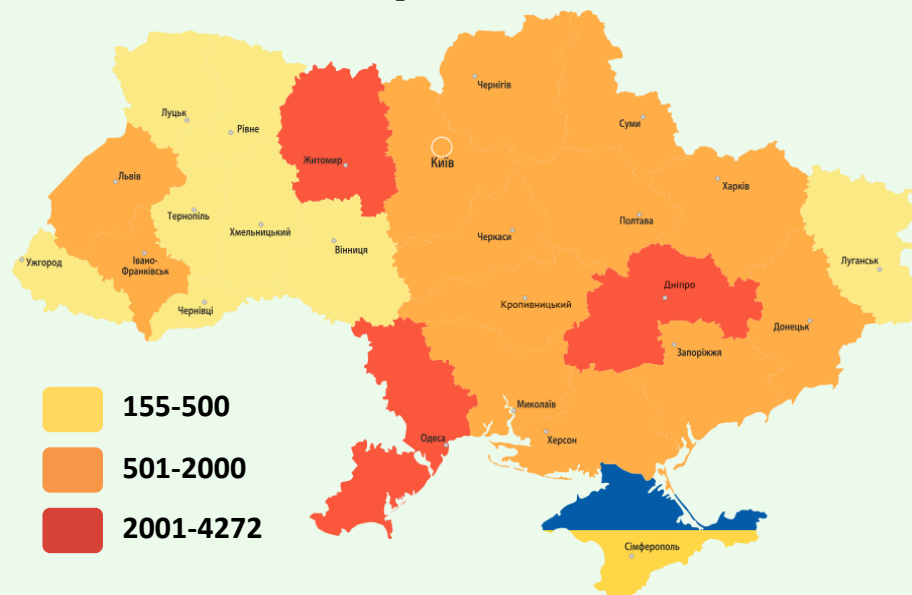 Чернігів
Луцьк
Рівне
Суми
Житомир
Київ
Львів
Харків
Тернопіль
Хмельницький
Полтава
Черкаси
Вінниця
Ужгород
Івано-
Франківськ
Луганськ
Чернівці
Кропивницький
Дніпро
Донецьк
Запоріжжя
155-500
Миколаїв
Одеса
Херсон
501-2000
2001-4272
Сімферополь